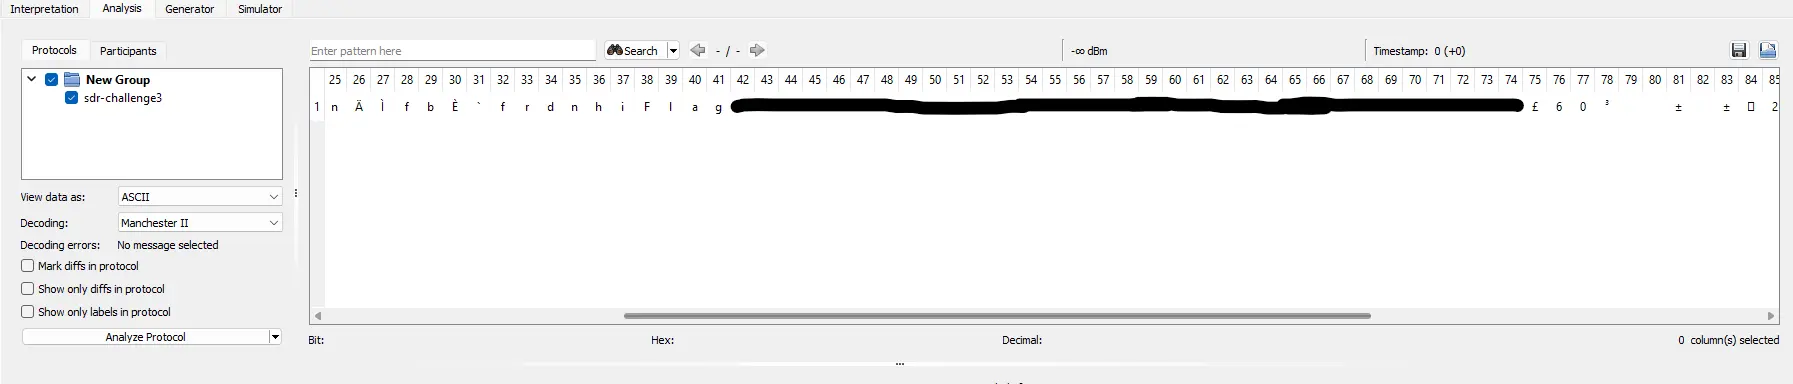 Interpretation Analysis Generator Simulator
Protocols Participants
Enter pattern here Search - / - -∞ dBm Timestamp: 0 (+0)
New Group
sdr-challenge3
25 26 27 28 29 30 31 32 33 34 35 36 37 38 39 40 41 42 43 44 45 46 47 48 49 50 51 52 53 54 55 56 57 58 59 60 61 62 63 64 65 66 67 68 69 70 71 72 73 74 75 76 77 78 79 80 81 82 83 84 85
1 n Ä Ì f b È ` f r d n h i F l a g £ 6 0 ³ ± ± 2
View data as: ASCII
Decoding: Manchester II
Decoding errors: No message selected
Mark diffs in protocol
Show only diffs in protocol
Show only labels in protocol
Analyze Protocol
Bit: Hex: Decimal: 0 column(s) selected